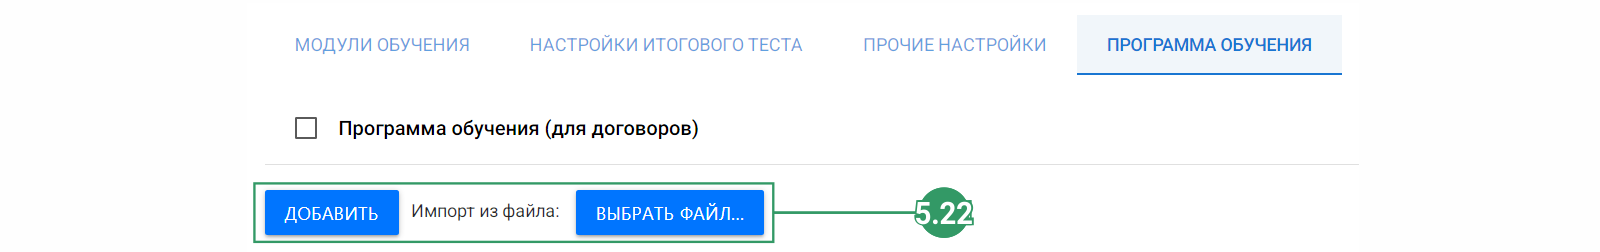 МОДУЛИ ОБУЧЕНИЯ НАСТРОЙКИ ИТОГОВОГО ТЕСТА ПРОЧИЕ НАСТРОЙКИ ПРОГРАММА ОБУЧЕНИЯ
Программа обучения (для договоров)
ДОБАВИТЬ Импорт из файла: ВЫБРАТЬ ФАЙЛ... 5.22